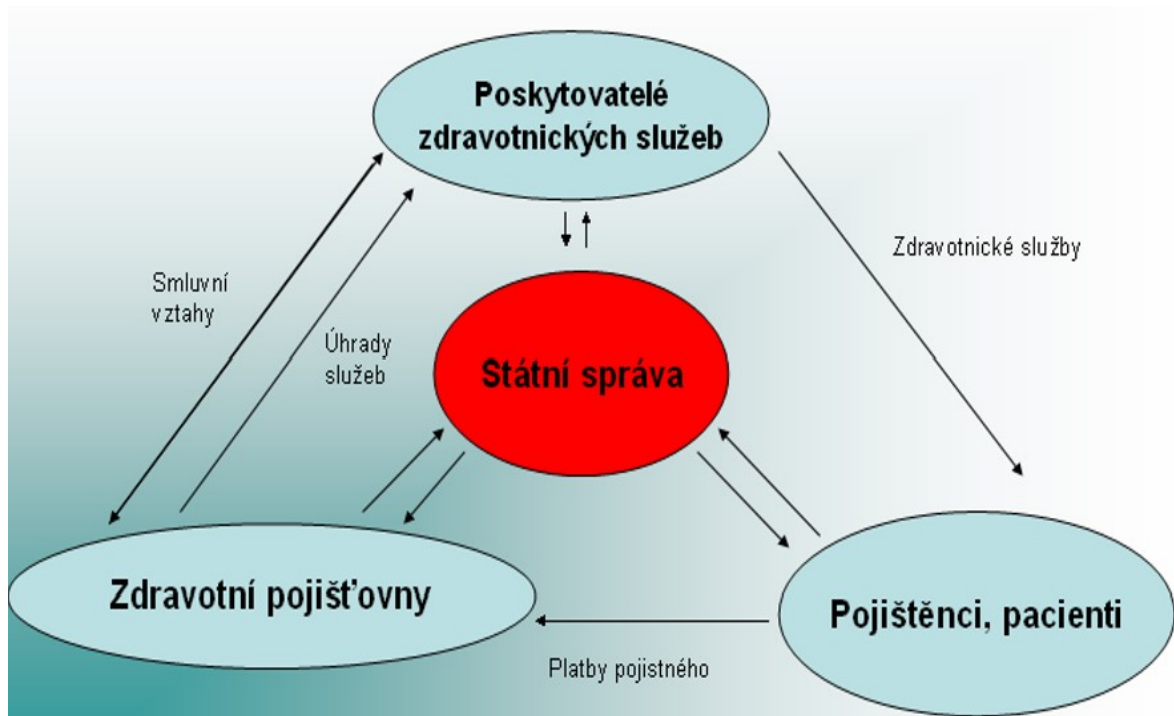 Poskytovatelé
zdravotnických služeb
Zdravotnické služby
Smluvní
vztahy
Úhrady
služeb
Státní správa
Zdravotní pojišťovny
Pojištěnci, pacienti
Platby pojistného